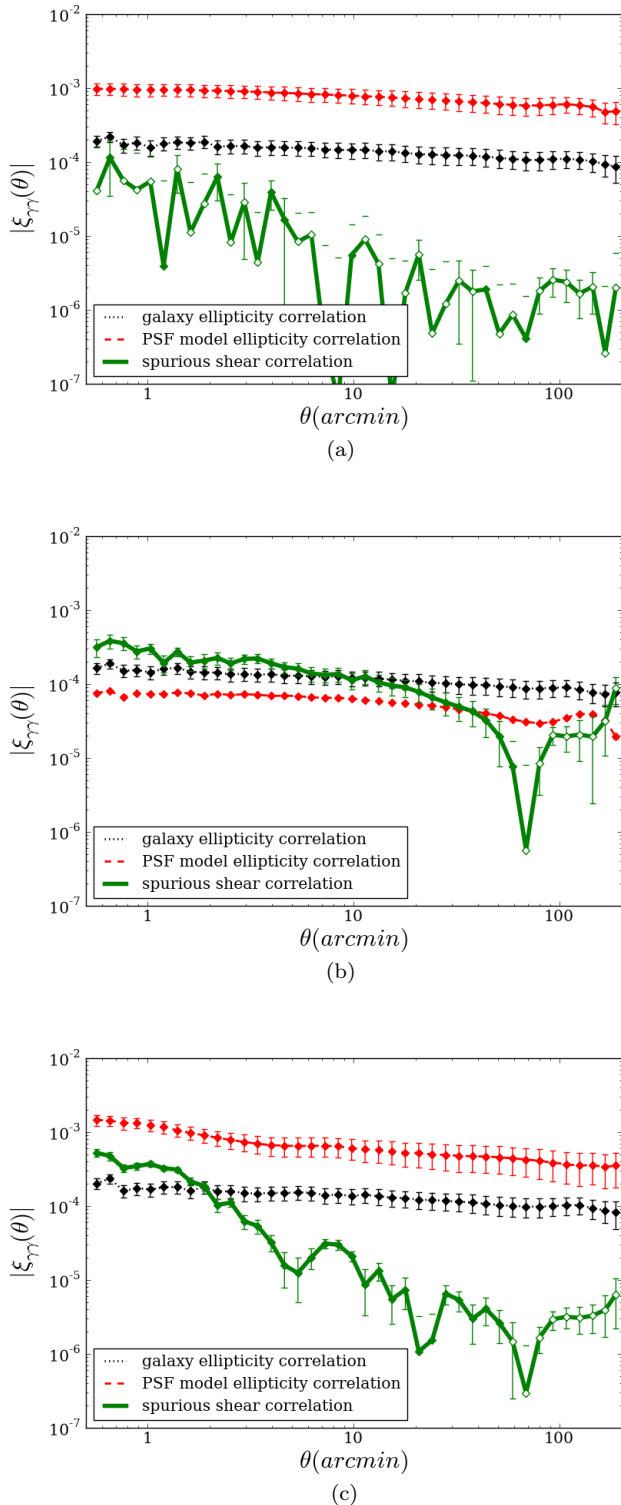 10^-2
10^-3
10^-4
10^-5
10^-6
10^-7
|ξγγ(θ)|
galaxy ellipticity correlation
PSF model ellipticity correlation
spurious shear correlation
1 10 100
θ(arcmin)
(a)
10^-2
10^-3
10^-4
10^-5
10^-6
10^-7
|ξγγ(θ)|
galaxy ellipticity correlation
PSF model ellipticity correlation
spurious shear correlation
1 10 100
θ(arcmin)
(b)
10^-2
10^-3
10^-4
10^-5
10^-6
10^-7
|ξγγ(θ)|
galaxy ellipticity correlation
PSF model ellipticity correlation
spurious shear correlation
1 10 100
θ(arcmin)
(c)